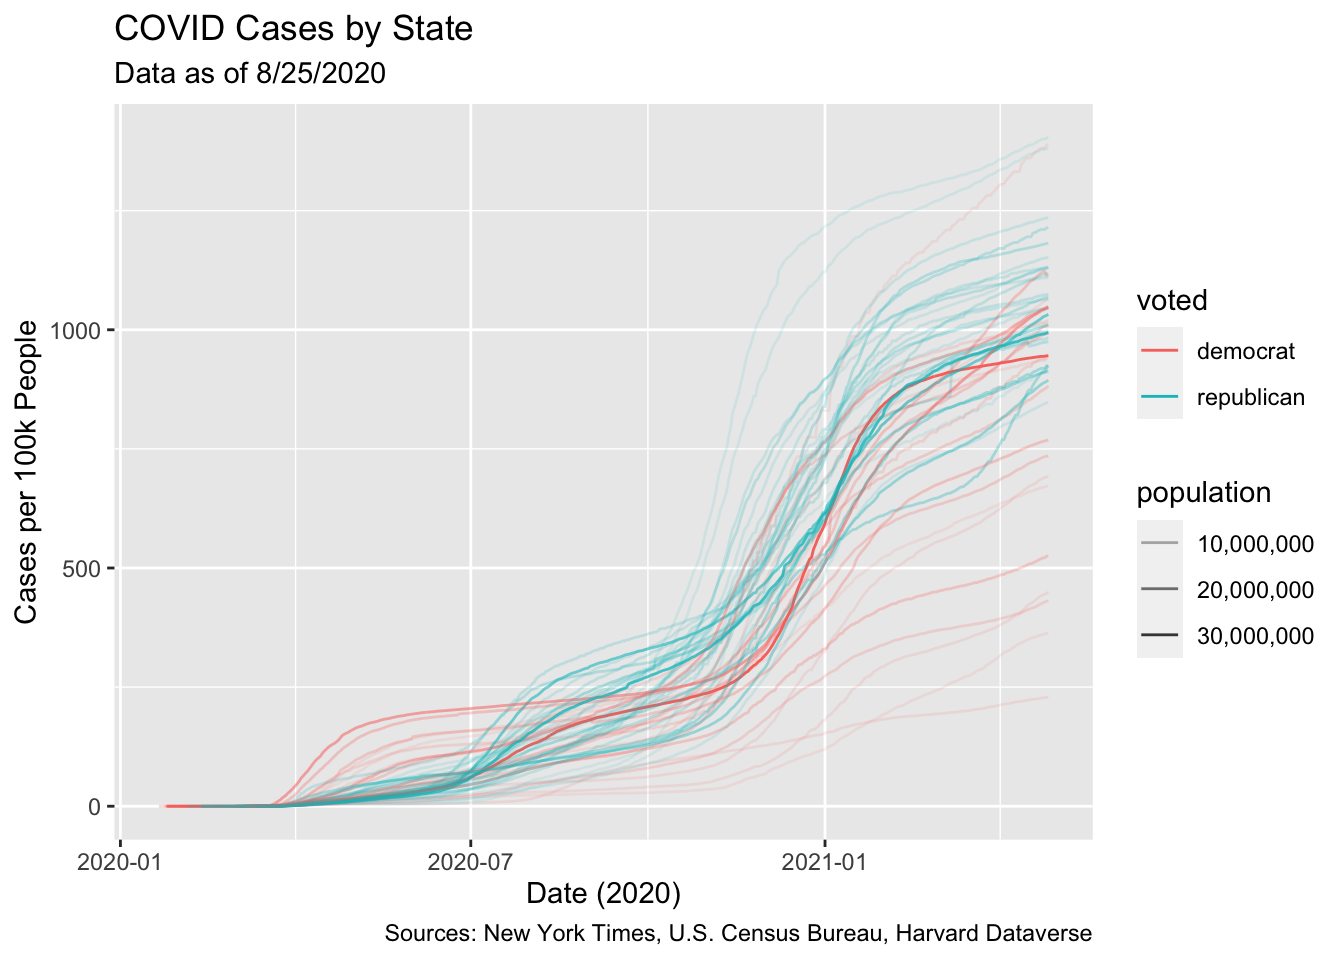 COVID Cases by State
Data as of 8/25/2020
Cases per 100k People
1000
500
0
2020-01
2020-07
2021-01
Date (2020)
voted
democrat
republican
population
10,000,000
20,000,000
30,000,000
Sources: New York Times, U.S. Census Bureau, Harvard Dataverse